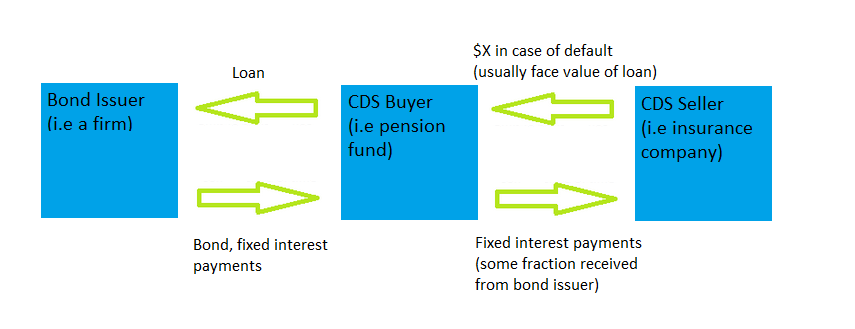 $X in case of default
(usually face value of loan)
Loan
Bond Issuer
(i.e a firm)
CDS Buyer
(i.e pension
fund)
CDS Seller
(i.e insurance
company)
Bond, fixed interest
payments
Fixed interest payments
(some fraction received
from bond issuer)